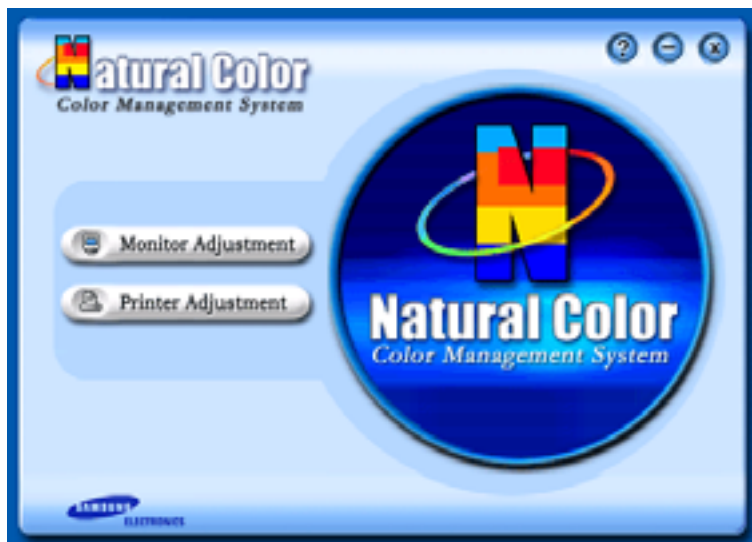 Natural Color
Color Management System
?
Monitor Adjustment
Printer Adjustment
N
Natural Color
Color Management System
SAMSUNG
ELECTRONICS